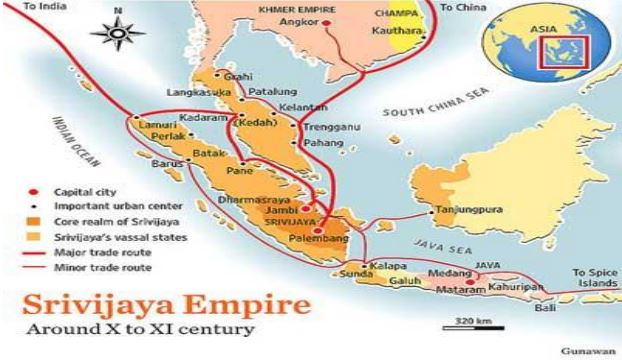 To India
KHMER EMPIRE
Angkor
CHAMPA
Kauthara
To China
ASIA
Grahi
Langkasuka
Patalung
Kelantan
SOUTH CHINA SEA
Kadaram
(Kedah)
Trengganu
Pahang
INDIAN OCEAN
Lamuri
Perlak
Batak
Barus
Pane
Dharmasraya
Jambi
SRIVIJAYA
Palembang
Tanjungpura
JAVA SEA
Capital city
Important urban center
Core realm of Srivijaya
Srivijaya's vassal states
Major trade route
Minor trade route
Kalapa
Sunda
Galuh
Medang
JAVA
Mataram
Kahuripan
Bali
To Spice
Islands
Srivijaya Empire
Around X to XI century
320 km
Gunawan